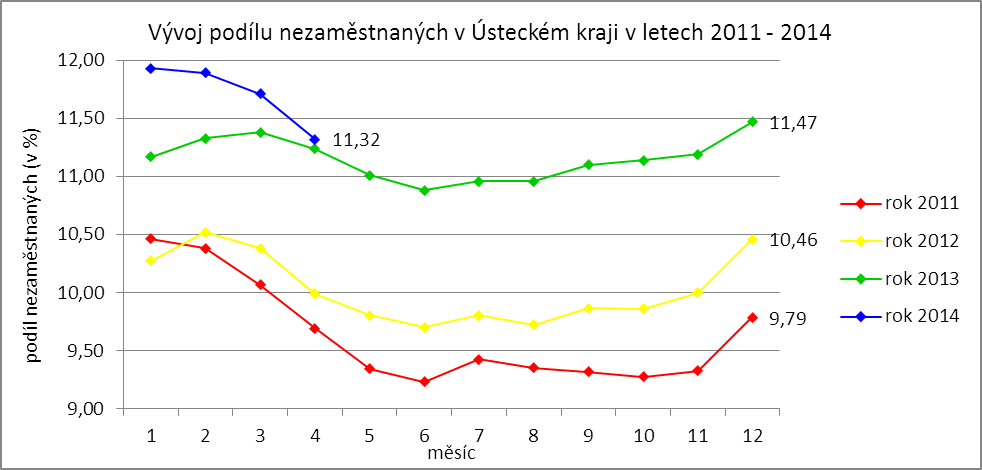 Vývoj podílu nezaměstnaných v Ústeckém kraji v letech 2011 - 2014
podíl nezaměstnaných (v %)
12,00
11,50
11,00
10,50
10,00
9,50
9,00
11,32
11,47
10,46
9,79
1 2 3 4 5 6 7 8 9 10 11 12
měsíc
rok 2011
rok 2012
rok 2013
rok 2014